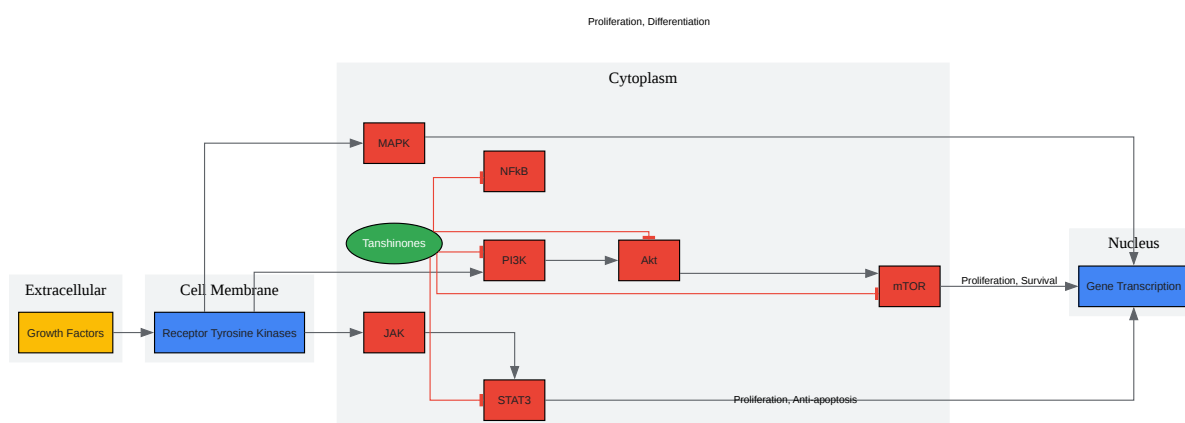 Proliferation, Differentiation
Cytoplasm
MAPK
NFkB
Tanshinones
PI3K
Akt
mTOR
Proliferation, Survival
Nucleus
Gene Transcription
Extracellular
Growth Factors
Cell Membrane
Receptor Tyrosine Kinases
JAK
STAT3
Proliferation, Anti-apoptosis